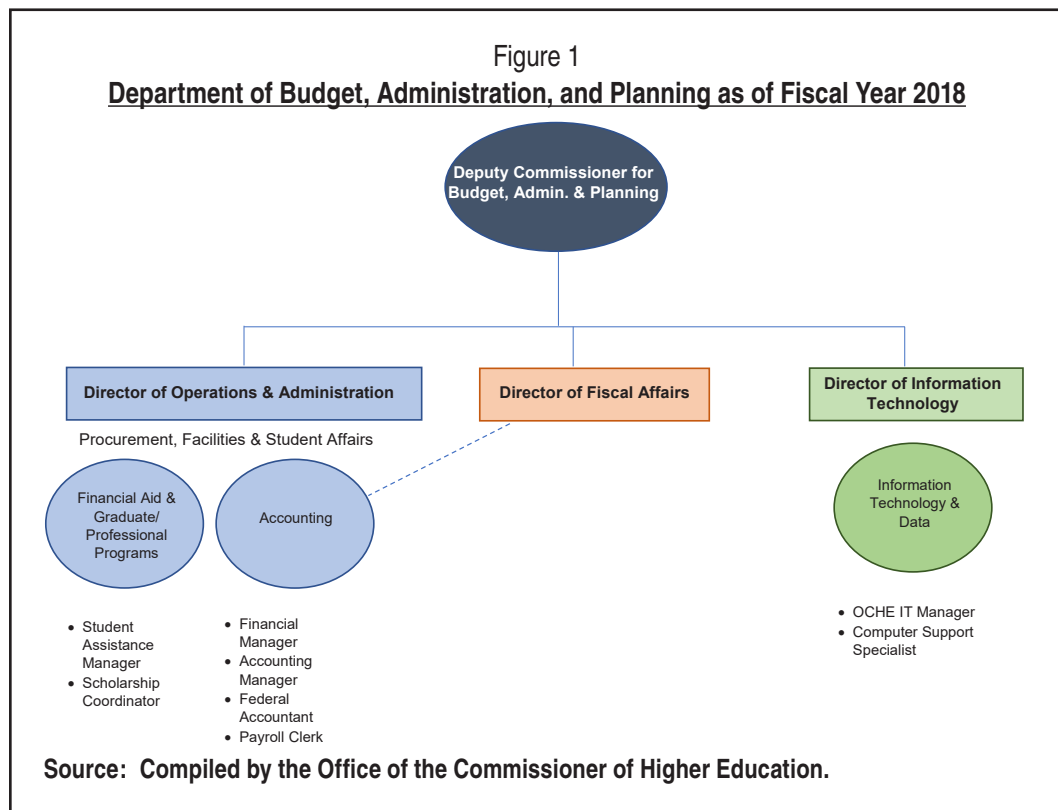 Figure 1
Department of Budget, Administration, and Planning as of Fiscal Year 2018
Deputy Commissioner for
Budget, Admin. & Planning
Director of Operations & Administration
Director of Fiscal Affairs
Director of Information
Technology
Procurement, Facilities & Student Affairs
Financial Aid &
Graduate/
Professional
Programs
Accounting
Information
Technology &
Data
• Student
Assistance
Manager
• Scholarship
Coordinator
• Financial
Manager
• Accounting
Manager
• Federal
Accountant
• Payroll Clerk
• OCHE IT Manager
• Computer Support
Specialist
Source: Compiled by the Office of the Commissioner of Higher Education.